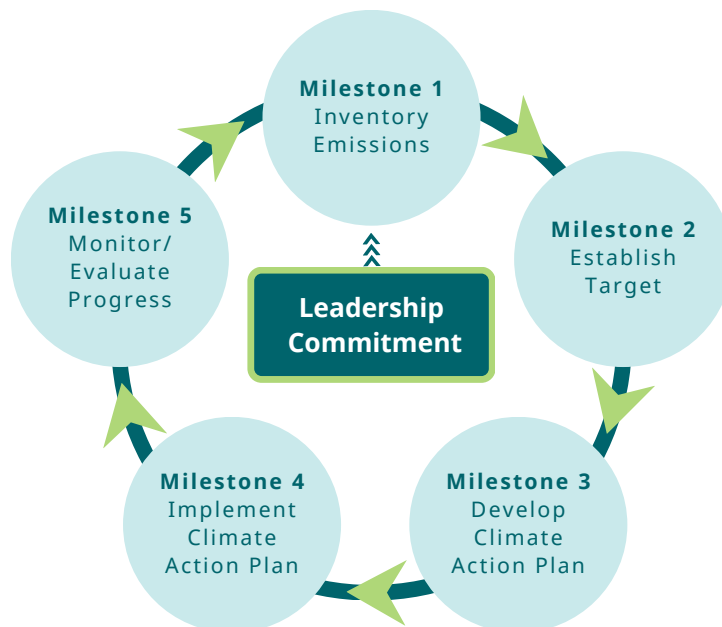 Milestone 1
Inventory
Emissions
Milestone 2
Establish
Target
Milestone 3
Develop
Climate
Action Plan
Milestone 4
Implement
Climate
Action Plan
Milestone 5
Monitor/
Evaluate
Progress
Leadership
Commitment